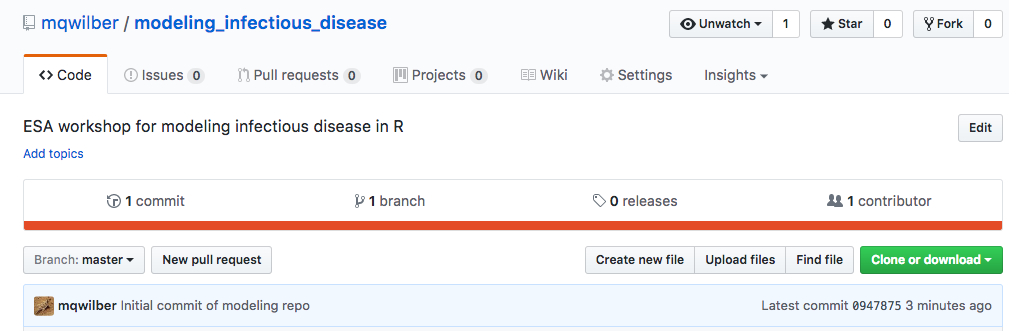 mqwilber / modeling_infectious_disease Unwatch 1 Star 0 Fork 0
Code Issues 0 Pull requests 0 Projects 0 Wiki Settings Insights
ESA workshop for modeling infectious disease in R Edit
Add topics
1 commit 1 branch 0 releases 1 contributor
Branch: master New pull request Create new file Upload files Find file Clone or download
mqwilber Initial commit of modeling repo Latest commit 0947875 3 minutes ago